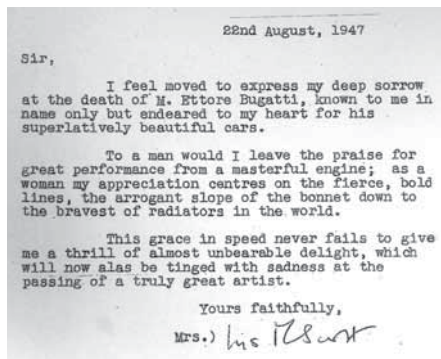 22nd August, 1947
Sir,
I feel moved to express my deep sorrow
at the death of M. Ettore Bugatti, known to me in
name only but endeared to my heart for his
superlatively beautiful cars.
To a man would I leave the praise for
great performance from a masterful engine; as a
woman my appreciation centres on the fierce, bold
lines, the arrogant slope of the bonnet down to
the bravest of radiators in the world.
This grace in speed never fails to give
me a thrill of almost unbearable delight, which
will now alas be tinged with sadness at the
passing of a truly great artist.
Yours faithfully,
Mrs.)